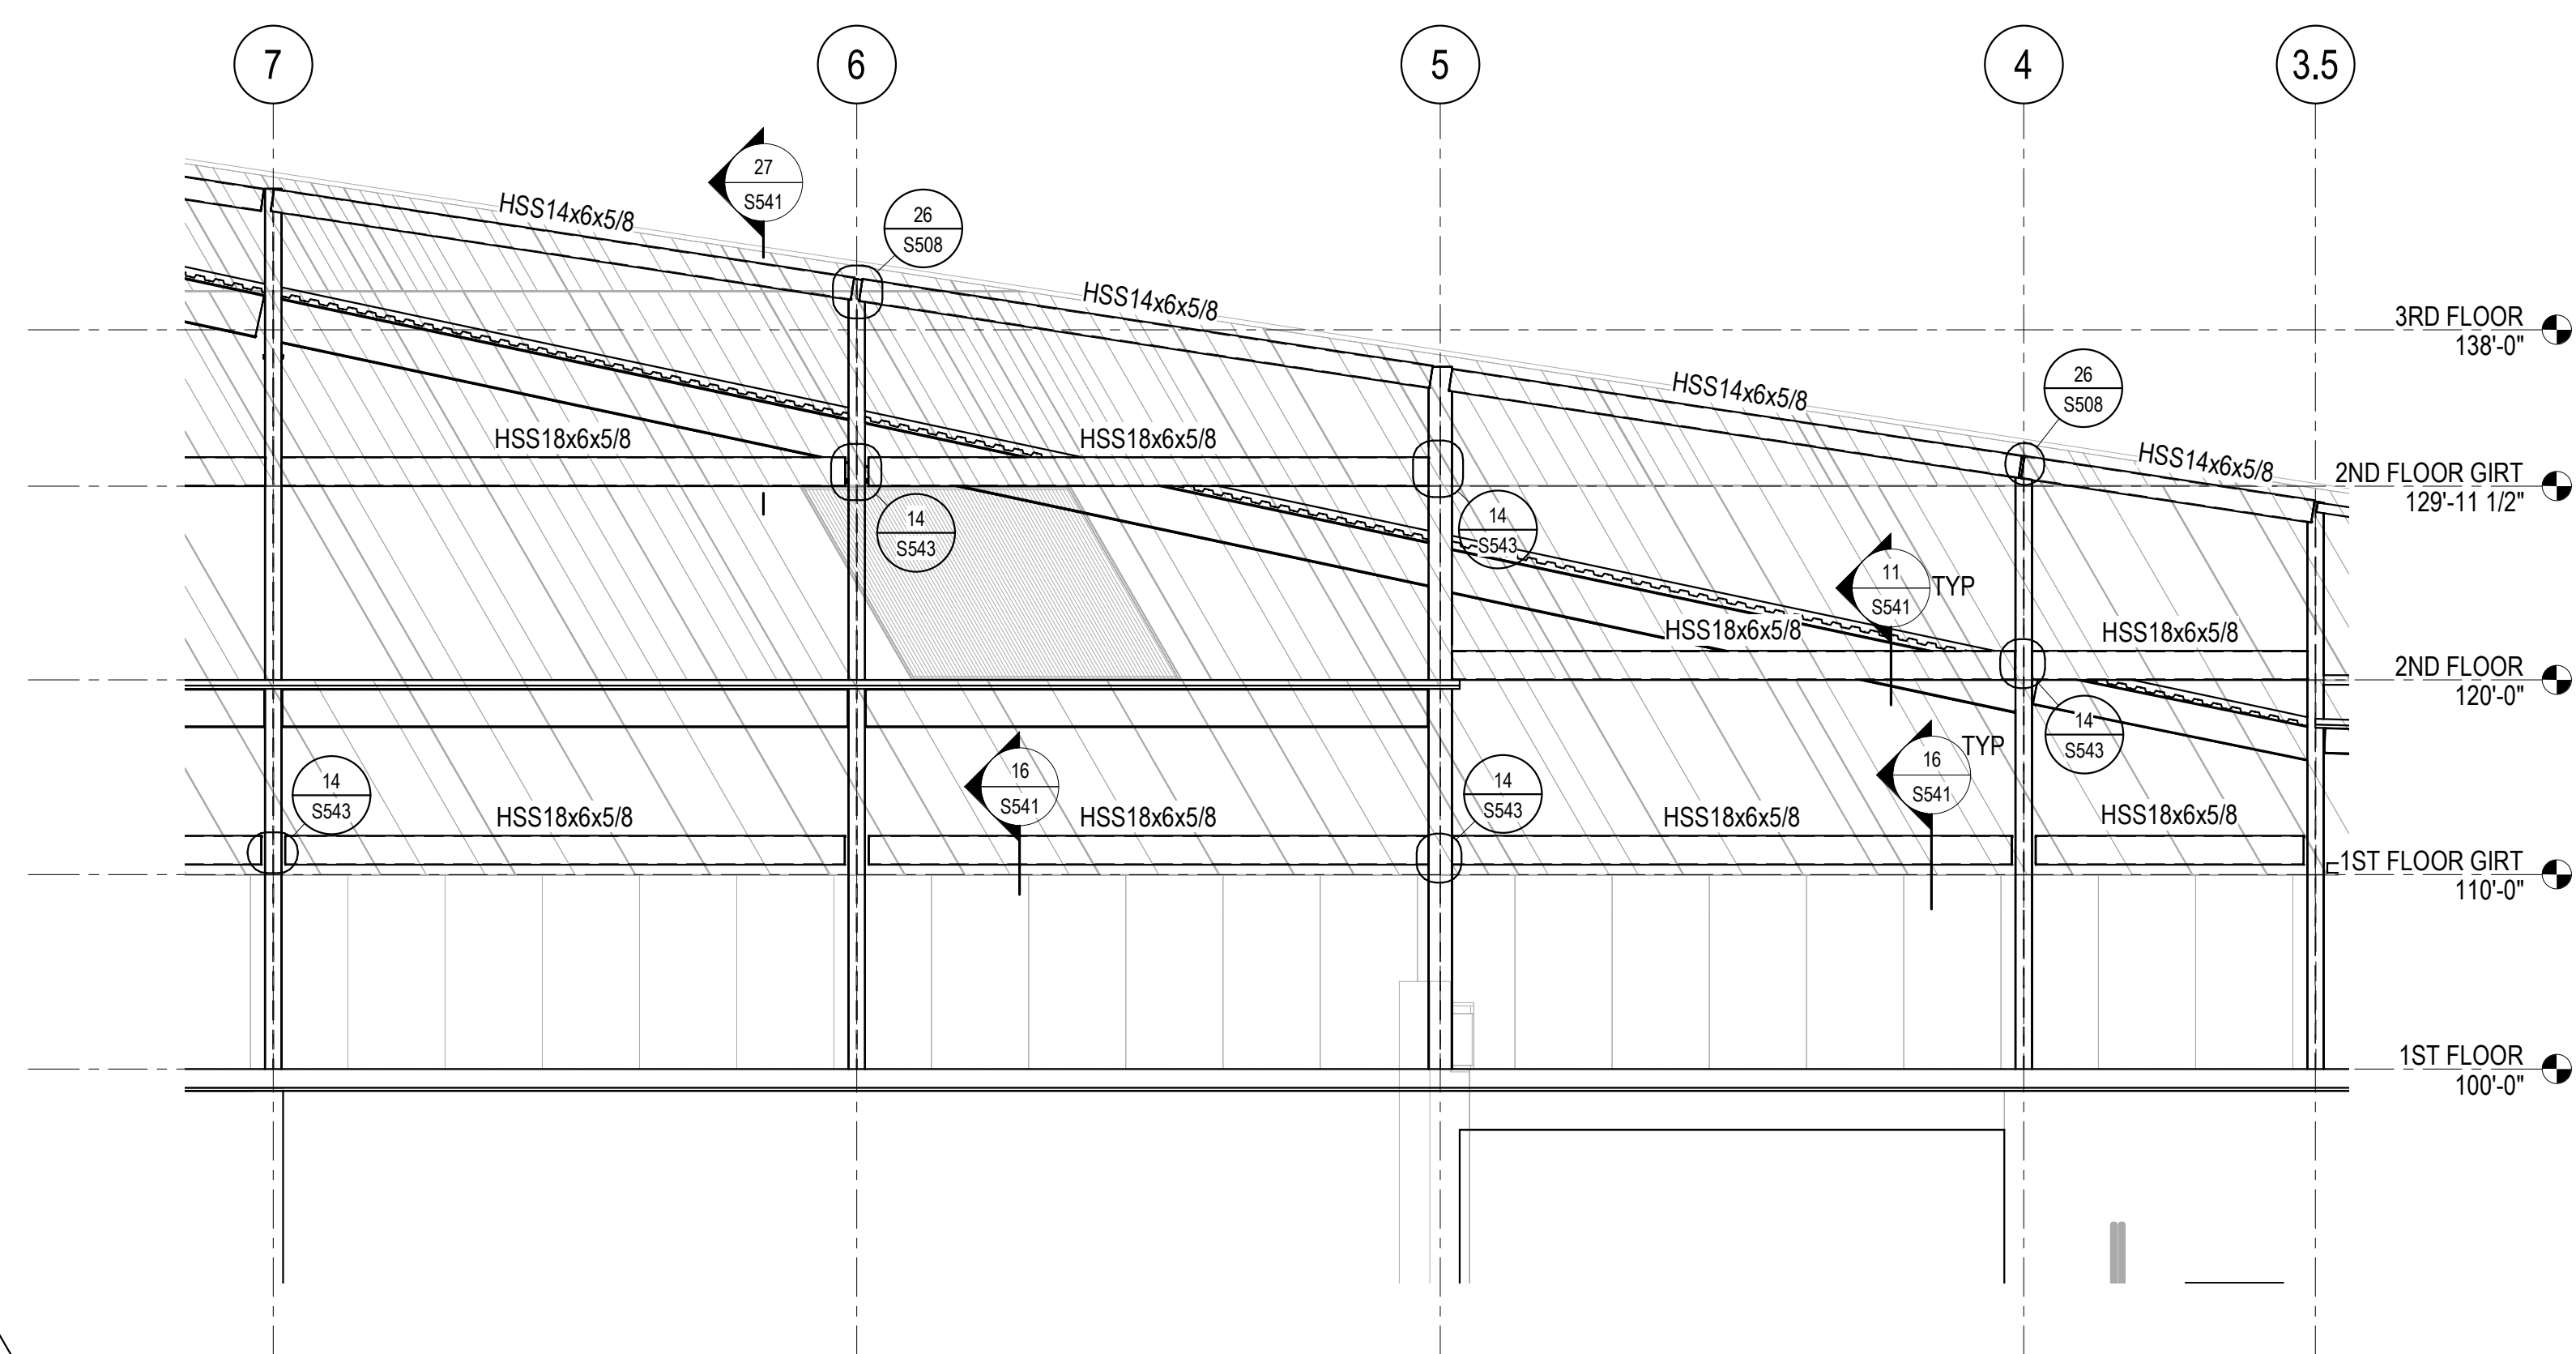 7
6
5
4
3.5
27
S541
HSS14x6x5/8
26
S508
HSS14x6x5/8
3RD FLOOR
138'-0"
26
S508
HSS14x6x5/8
HSS18x6x5/8
HSS18x6x5/8
HSS14x6x5/8
2ND FLOOR GIRT
129'-11 1/2"
14
S543
14
S543
11
S541
TYP
HSS18x6x5/8
HSS18x6x5/8
2ND FLOOR
120'-0"
14
S543
16
S541
TYP
14
S543
16
S541
14
S543
HSS18x6x5/8
HSS18x6x5/8
HSS18x6x5/8
HSS18x6x5/8
1ST FLOOR GIRT
110'-0"
1ST FLOOR
100'-0"